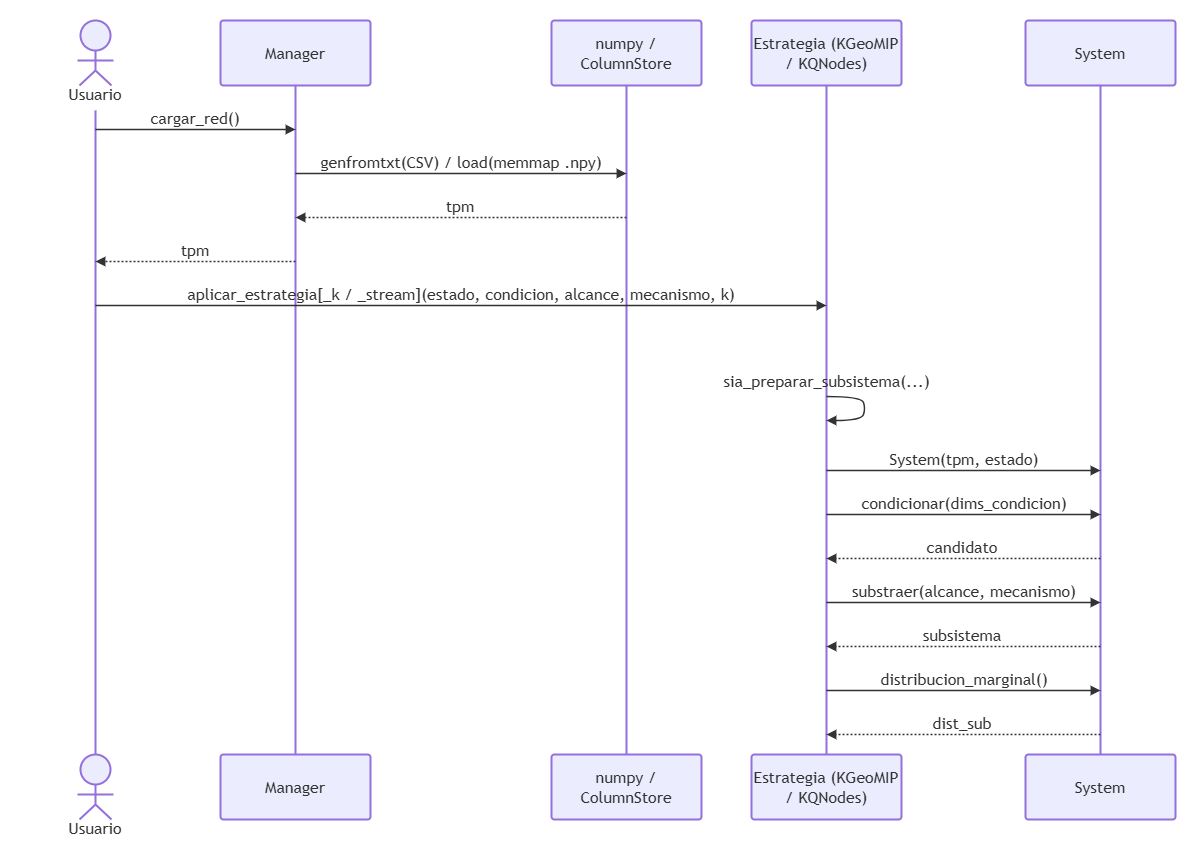 Usuario
Manager
numpy /
ColumnStore
Estrategia (KGeoMIP
/ KQNodes)
System
cargar_red()
genfromtxt(CSV) / load(memmap .npy)
tpm
tpm
aplicar_estrategia[_k / _stream](estado, condicion, alcance, mecanismo, k)
sia_preparar_subsistema(...)
System(tpm, estado)
condicionar(dims_condicion)
candidato
substraer(alcance, mecanismo)
subsistema
distribucion_marginal()
dist_sub
Usuario
Manager
numpy /
ColumnStore
Estrategia (KGeoMIP
/ KQNodes)
System